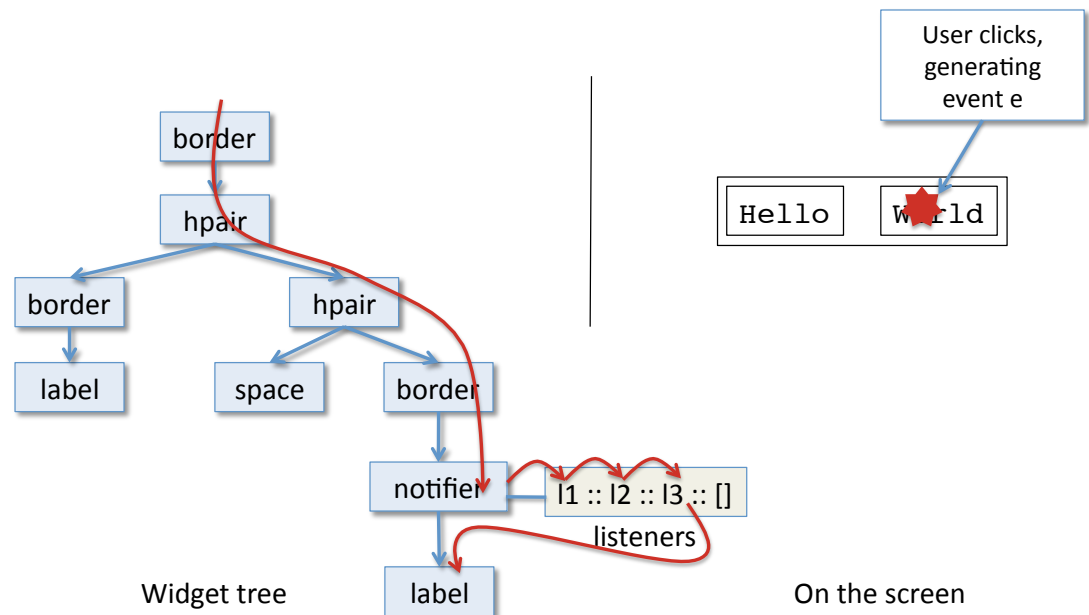 User clicks,
generating
event e
border
hpair
Hello
World
border
hpair
label
space
border
notifier
l1 :: l2 :: l3 :: []
listeners
label
Widget tree
On the screen